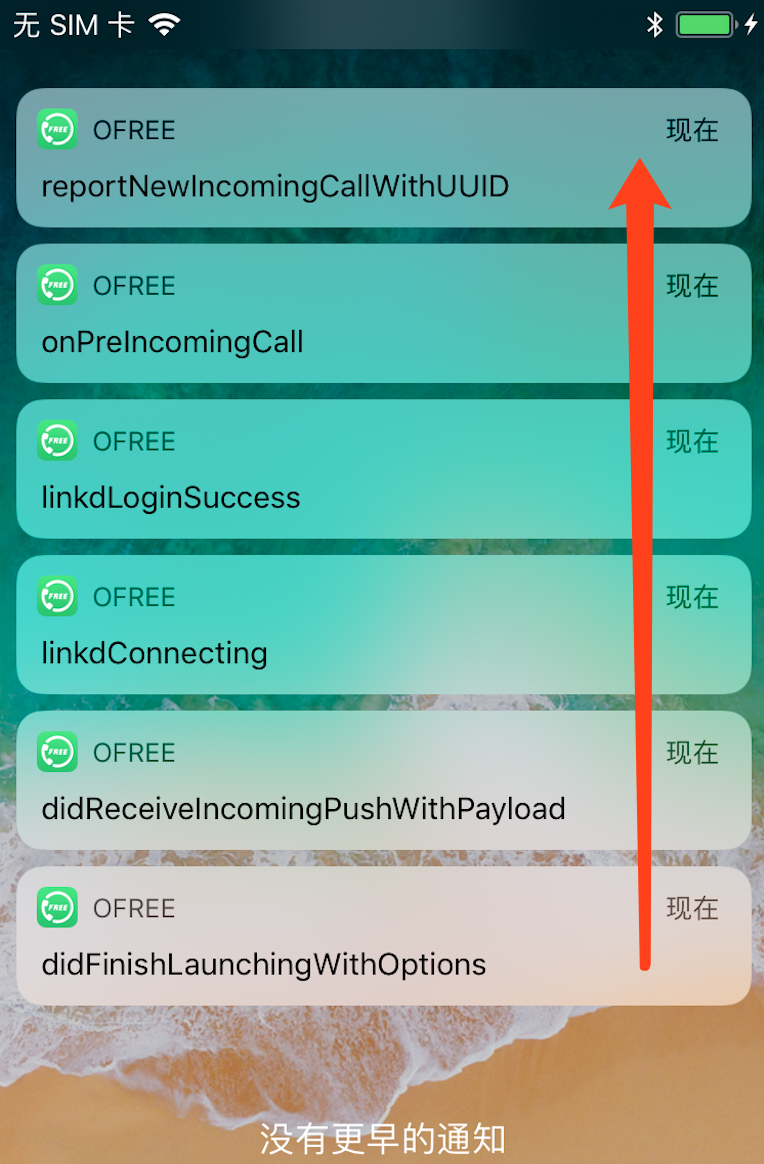 无 SIM 卡
FREE OFREE 现在
reportNewIncomingCallWithUUID
FREE OFREE 现在
onPreIncomingCall
FREE OFREE 现在
linkdLoginSuccess
FREE OFREE 现在
linkdConnecting
FREE OFREE 现在
didReceiveIncomingPushWithPayload
FREE OFREE 现在
didFinishLaunchingWithOptions
没有更早的通知